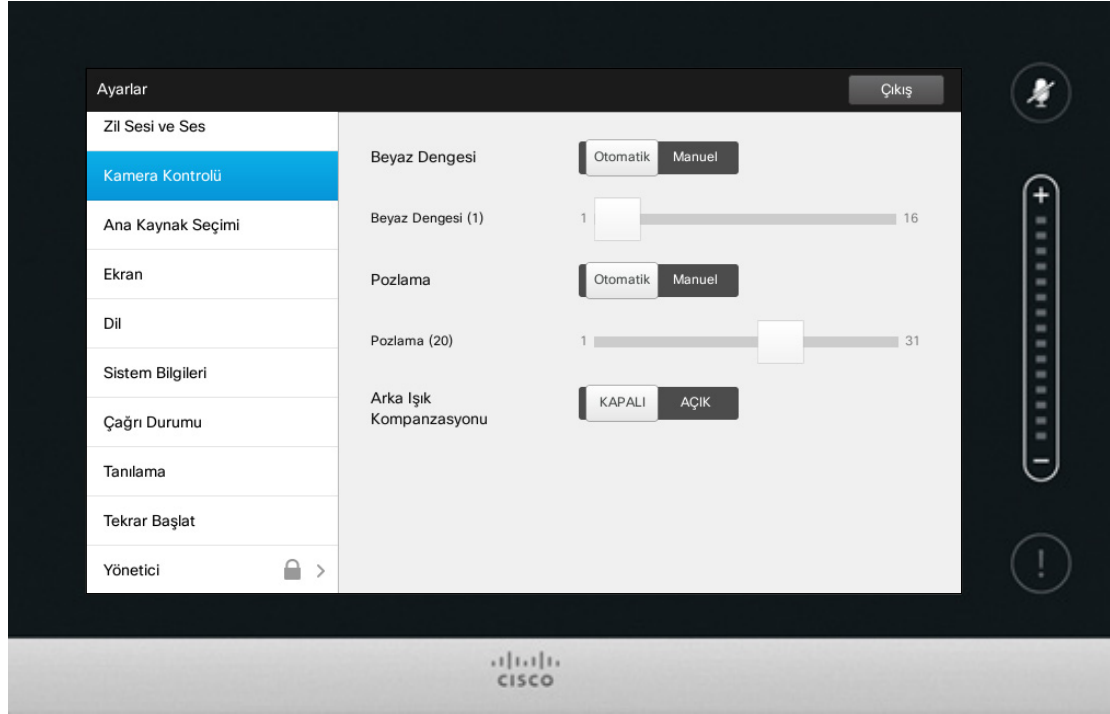 Ayarlar
Çıkış
Zil Sesi ve Ses
Kamera Kontrolü
Ana Kaynak Seçimi
Ekran
Dil
Sistem Bilgileri
Çağrı Durumu
Tanılama
Tekrar Başlat
Yönetici
Beyaz Dengesi
Otomatik Manuel
Beyaz Dengesi (1) 1 16
Pozlama
Otomatik Manuel
Pozlama (20) 1 31
Arka Işık
Kompanzasyonu
KAPALI AÇIK
+
–
!
CISCO